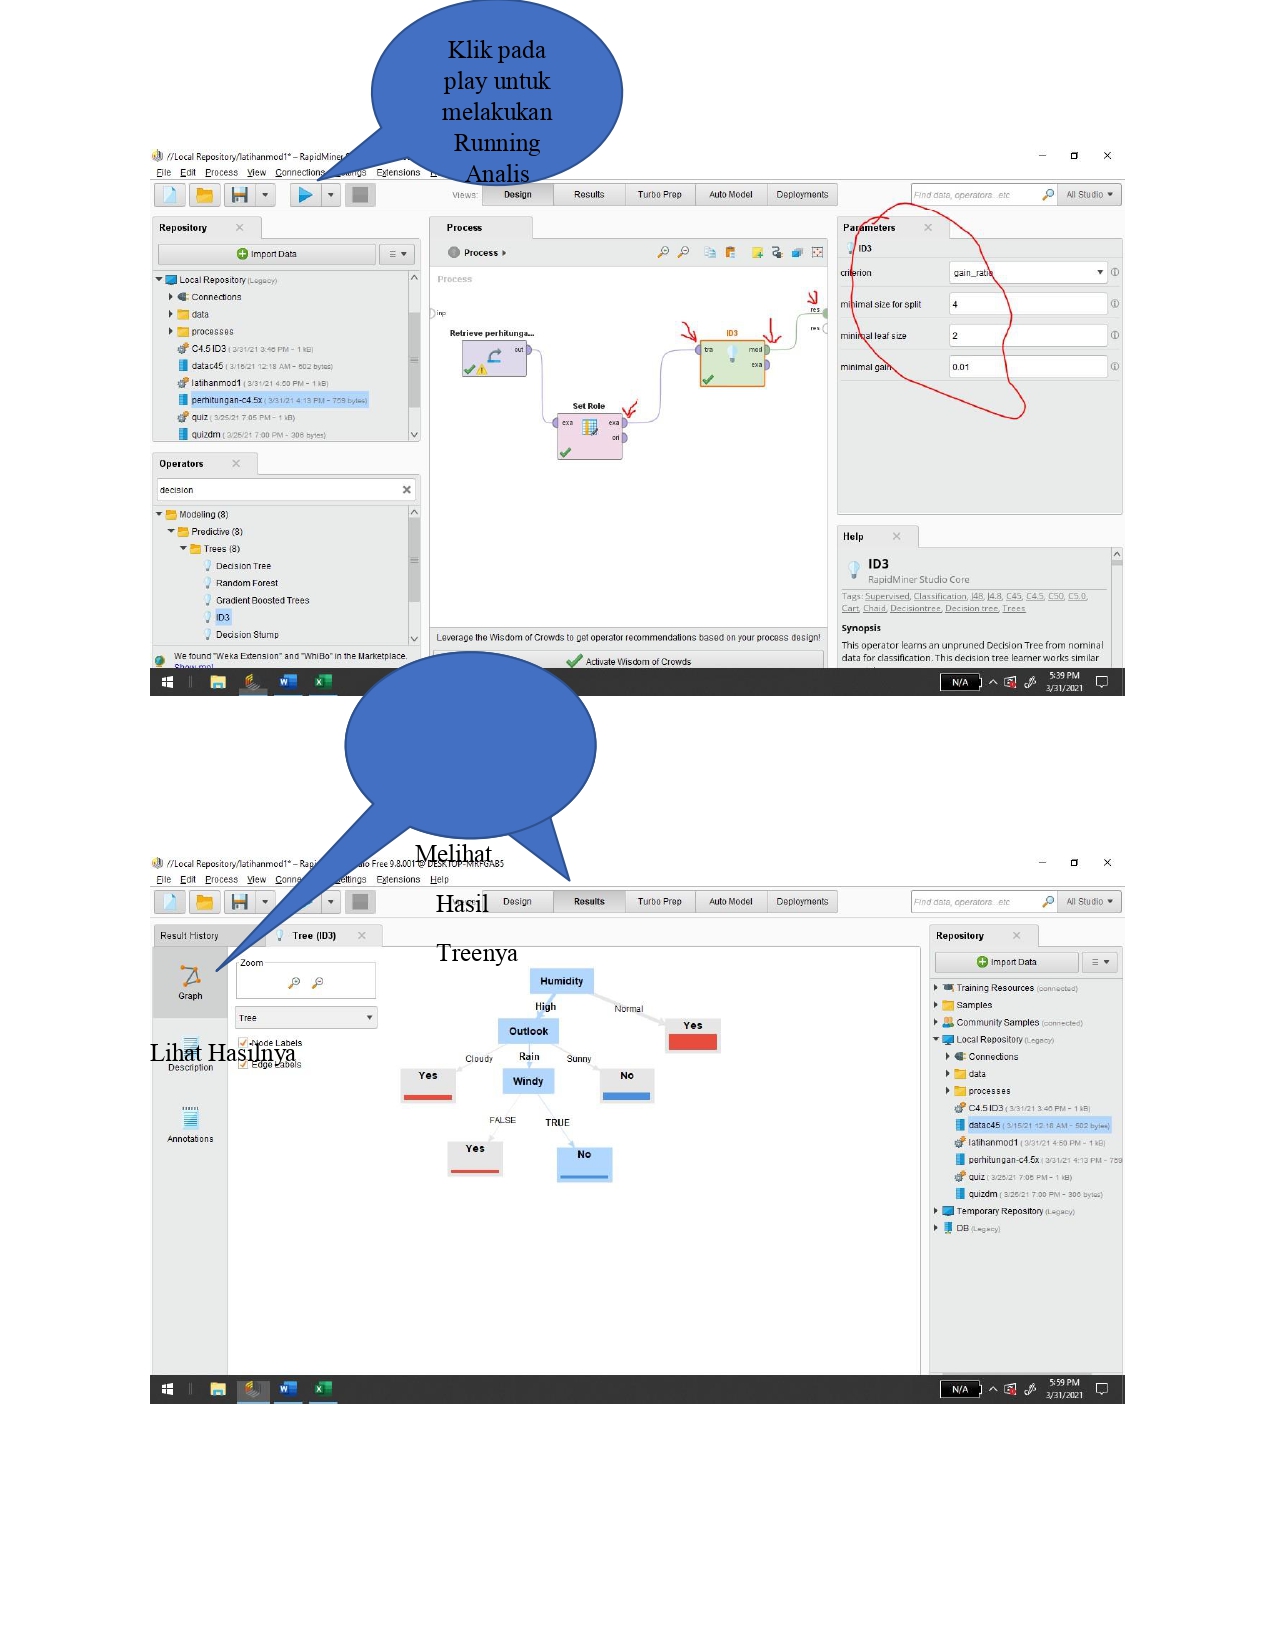 Klik pada
play untuk
melakukan
Running
Analis
//Local Repository/latihanmod1* – RapidMiner
File Edit Process View Connections Settings Extensions
Views: Design Results Turbo Prep Auto Model Deployments
Find data, operators...etc
All Studio
Repository
Import Data
Local Repository (Legacy)
Connections
data
processes
C4.5 ID3 ( 3/31/21 3:46 PM – 1 kB)
datac45 ( 3/15/21 12:18 AM – 502 bytes)
latihanmod1 ( 3/31/21 4:50 PM – 1 kB)
perhitungan-c4.5x ( 3/31/21 4:13 PM – 759 bytes)
quiz ( 3/25/21 7:05 PM – 1 kB)
quizdm ( 3/25/21 7:00 PM – 306 bytes)
Operators
decision
Modeling (8)
Predictive (8)
Trees (8)
Decision Tree
Random Forest
Gradient Boosted Trees
ID3
Decision Stump
We found "Weka Extension" and "WhiBo" in the Marketplace.
Show me!
Process
Process
Process
inp
Retrieve perhitunga...
out
Set Role
exa exa
ori
ID3
tra mod
exa
res
res
Leverage the Wisdom of Crowds to get operator recommendations based on your process design!
Activate Wisdom of Crowds
Parameters
ID3
criterion gain_ratio
minimal size for split 4
minimal leaf size 2
minimal gain 0.01
Help
ID3
RapidMiner Studio Core
Tags: Supervised, Classification, J48, J4.8, C45, C4.5, C50, C5.0,
Cart, Chaid, Decisiontree, Decision tree, Trees
Synopsis
This operator learns an unpruned Decision Tree from nominal
data for classification. This decision tree learner works similar
N/A
5:39 PM
3/31/2021
Melihat
Hasil
Treenya
Lihat Hasilnya
//Local Repository/latihanmod1* – Rap
io Free 9.8.001 @ DESKTOP-MRFGAB5
File Edit Process View Conne
ettings Extensions Help
Design Results Turbo Prep Auto Model Deployments
Find data, operators...etc
All Studio
Result History
Tree (ID3)
Graph
Description
Annotations
Zoom
Tree
Node Labels
Edge Labels
Humidity
High
Normal
Outlook
Yes
Cloudy
Rain
Sunny
Yes
Windy
No
FALSE
TRUE
Yes
No
Repository
Import Data
Training Resources (connected)
Samples
Community Samples (connected)
Local Repository (Legacy)
Connections
data
processes
C4.5 ID3 ( 3/31/21 3:46 PM – 1 kB)
datac45 ( 3/15/21 12:18 AM – 502 bytes)
latihanmod1 ( 3/31/21 4:59 PM – 1 kB)
perhitungan-c4.5x ( 3/31/21 4:13 PM – 759
quiz ( 3/25/21 7:05 PM – 1 kB)
quizdm ( 3/25/21 7:00 PM – 306 bytes)
Temporary Repository (Legacy)
DB (Legacy)
N/A
5:59 PM
3/31/2021